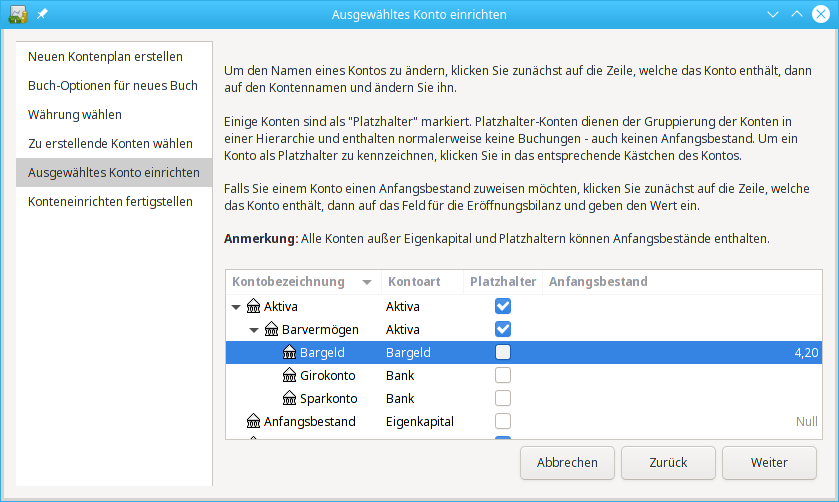 Ausgewähltes Konto einrichten
Neuen Kontenplan erstellen
Buch-Optionen für neues Buch
Währung wählen
Zu erstellende Konten wählen
Ausgewähltes Konto einrichten
Konteneinrichten fertigstellen
Um den Namen eines Kontos zu ändern, klicken Sie zunächst auf die Zeile, welche das Konto enthält, dann
auf den Kontennamen und ändern Sie ihn.
Einige Konten sind als "Platzhalter" markiert. Platzhalter-Konten dienen der Gruppierung der Konten in
einer Hierarchie und enthalten normalerweise keine Buchungen - auch keinen Anfangsbestand. Um ein
Konto als Platzhalter zu kennzeichnen, klicken Sie in das entsprechende Kästchen des Kontos.
Falls Sie einem Konto einen Anfangsbestand zuweisen möchten, klicken Sie zunächst auf die Zeile, welche
das Konto enthält, dann auf das Feld für die Eröffnungsbilanz und geben den Wert ein.
Anmerkung: Alle Konten außer Eigenkapital und Platzhaltern können Anfangsbestände enthalten.
Kontobezeichnung Kontoart Platzhalter Anfangsbestand
Aktiva Aktiva
Barvermögen Aktiva
Bargeld Bargeld 4,20
Girokonto Bank
Sparkonto Bank
Anfangsbestand Eigenkapital Null
Abbrechen Zurück Weiter